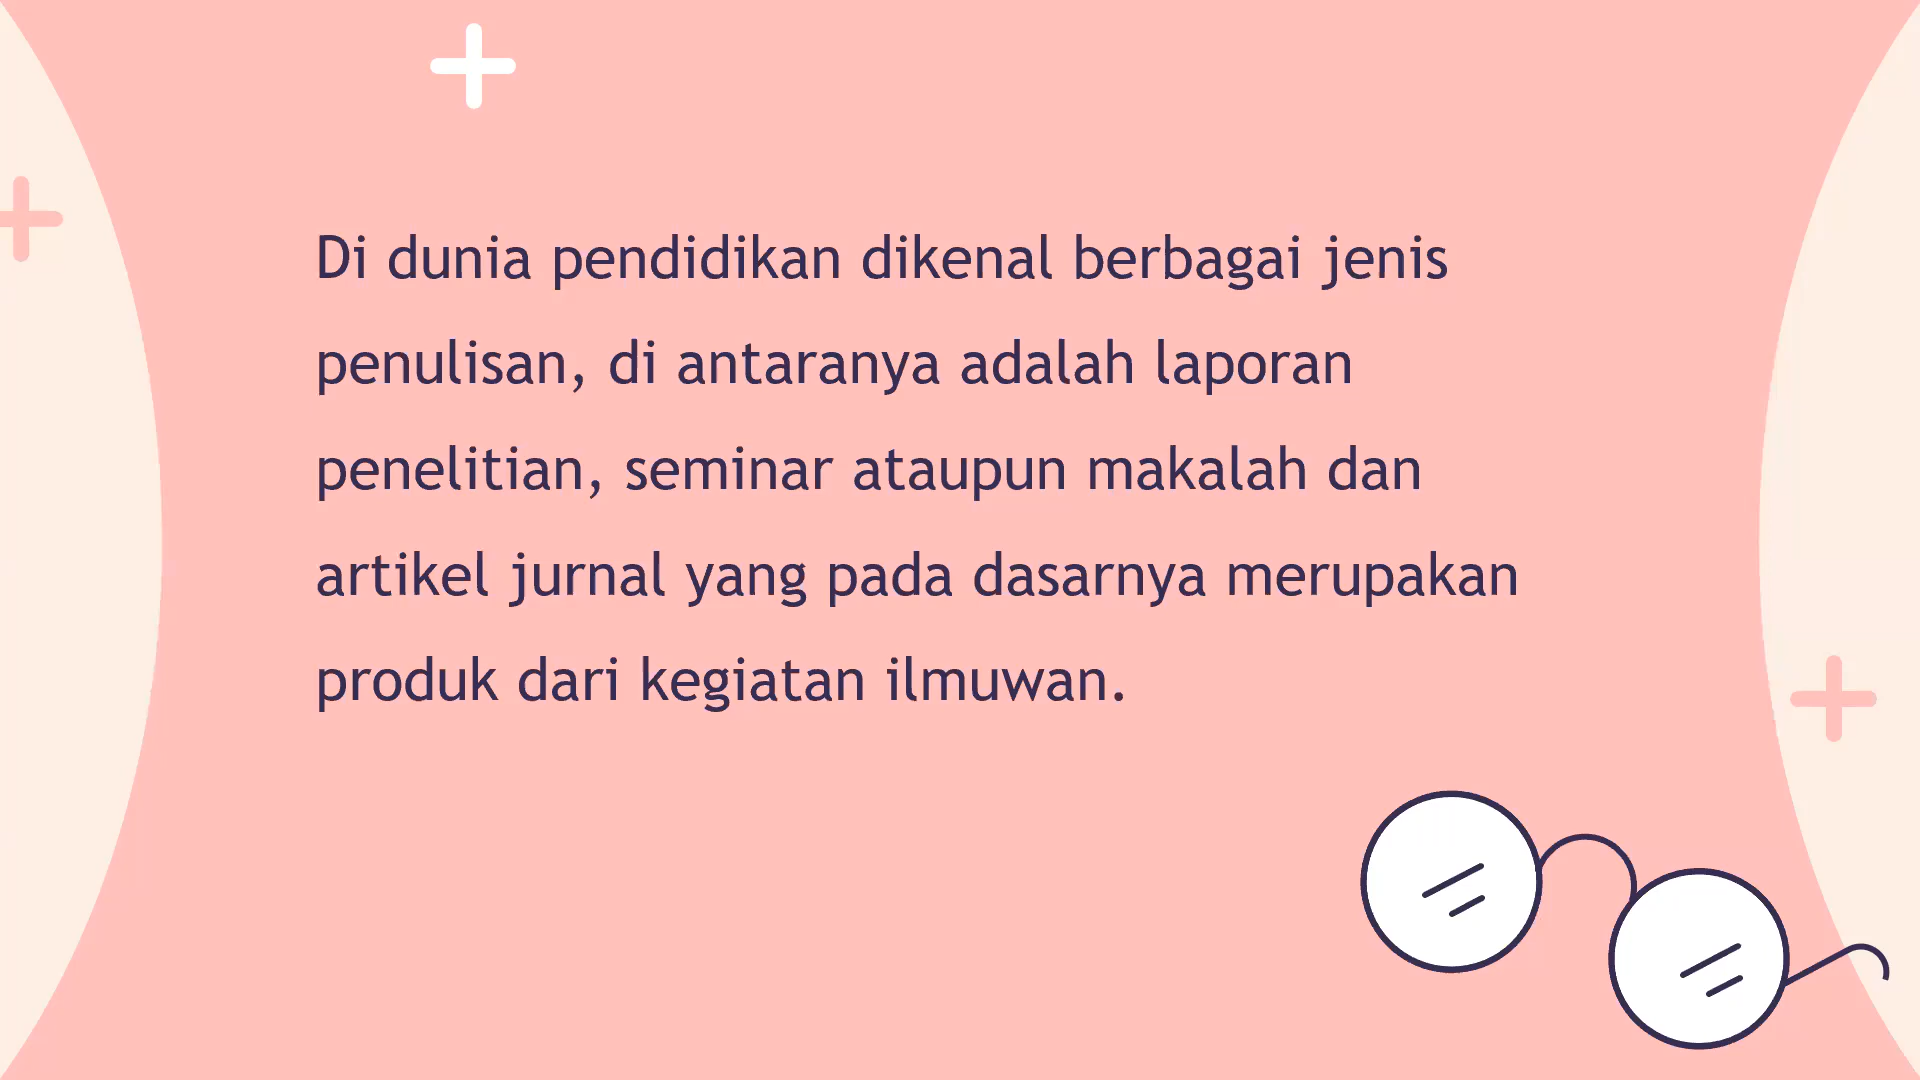 Di dunia pendidikan dikenal berbagai jenis
penulisan, di antaranya adalah laporan
penelitian, seminar ataupun makalah dan
artikel jurnal yang pada dasarnya merupakan
produk dari kegiatan ilmuwan.